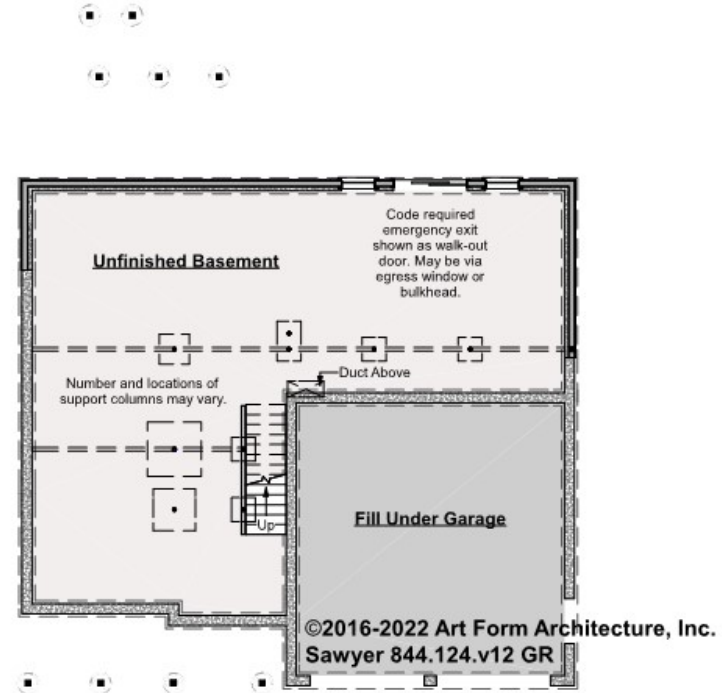 Code required
emergency exit
shown as walk-out
door. May be via
egress window or
bulkhead.
Unfinished Basement
Duct Above
Number and locations of
support columns may vary.
Up
Fill Under Garage
©2016-2022 Art Form Architecture, Inc.
Sawyer 844.124.v12 GR